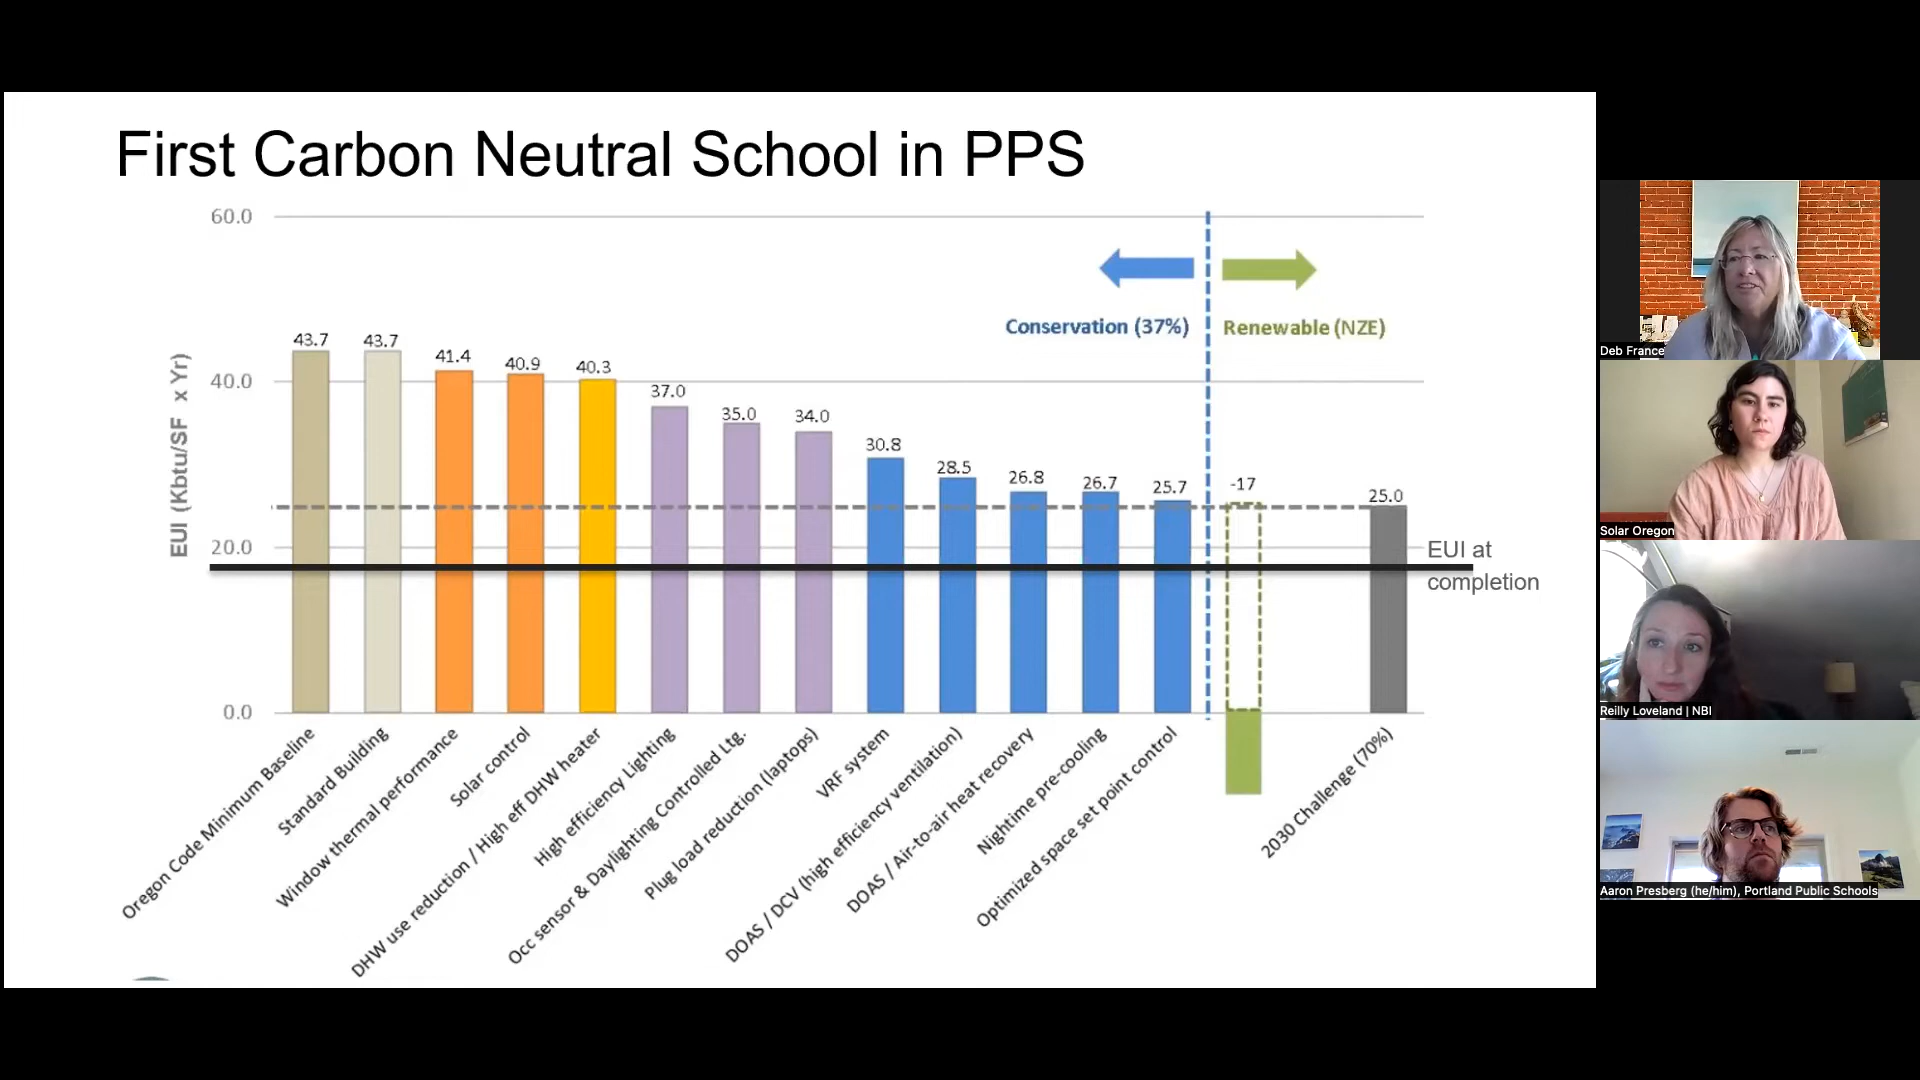 First Carbon Neutral School in PPS
60.0
40.0
20.0
0.0
EUI (Kbtu/SF x Yr)
Conservation (37%)
Renewable (NZE)
43.7
43.7
41.4
40.9
40.3
37.0
35.0
34.0
30.8
28.5
26.8
26.7
25.7
-17
25.0
EUI at
completion
Oregon Code Minimum Baseline
Standard Building
Window thermal performance
Solar control
DHW use reduction / High eff DHW heater
High efficiency Lighting
Occ sensor & Daylighting Controlled Ltg.
Plug load reduction (laptops)
VRF system
DOAS / DCV (high efficiency ventilation)
DOAS / Air-to-air heat recovery
Nightime pre-cooling
Optimized space set point control
2030 Challenge (70%)
Deb France
Solar Oregon
Reilly Loveland | NBI
Aaron Presberg (he/him), Portland Public Schools